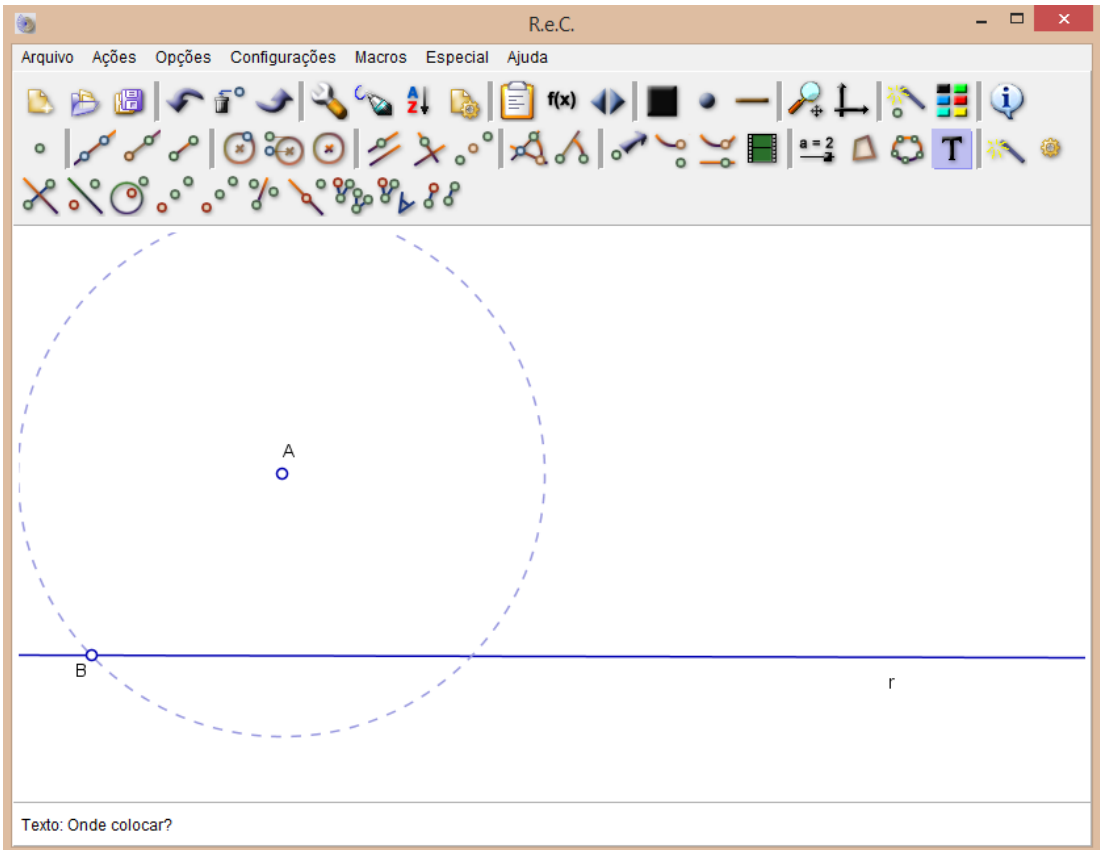 R.e.C.
Arquivo Ações Opções Configurações Macros Especial Ajuda
A Z f(x) i
a = 2 T
A
B
r
Texto: Onde colocar?